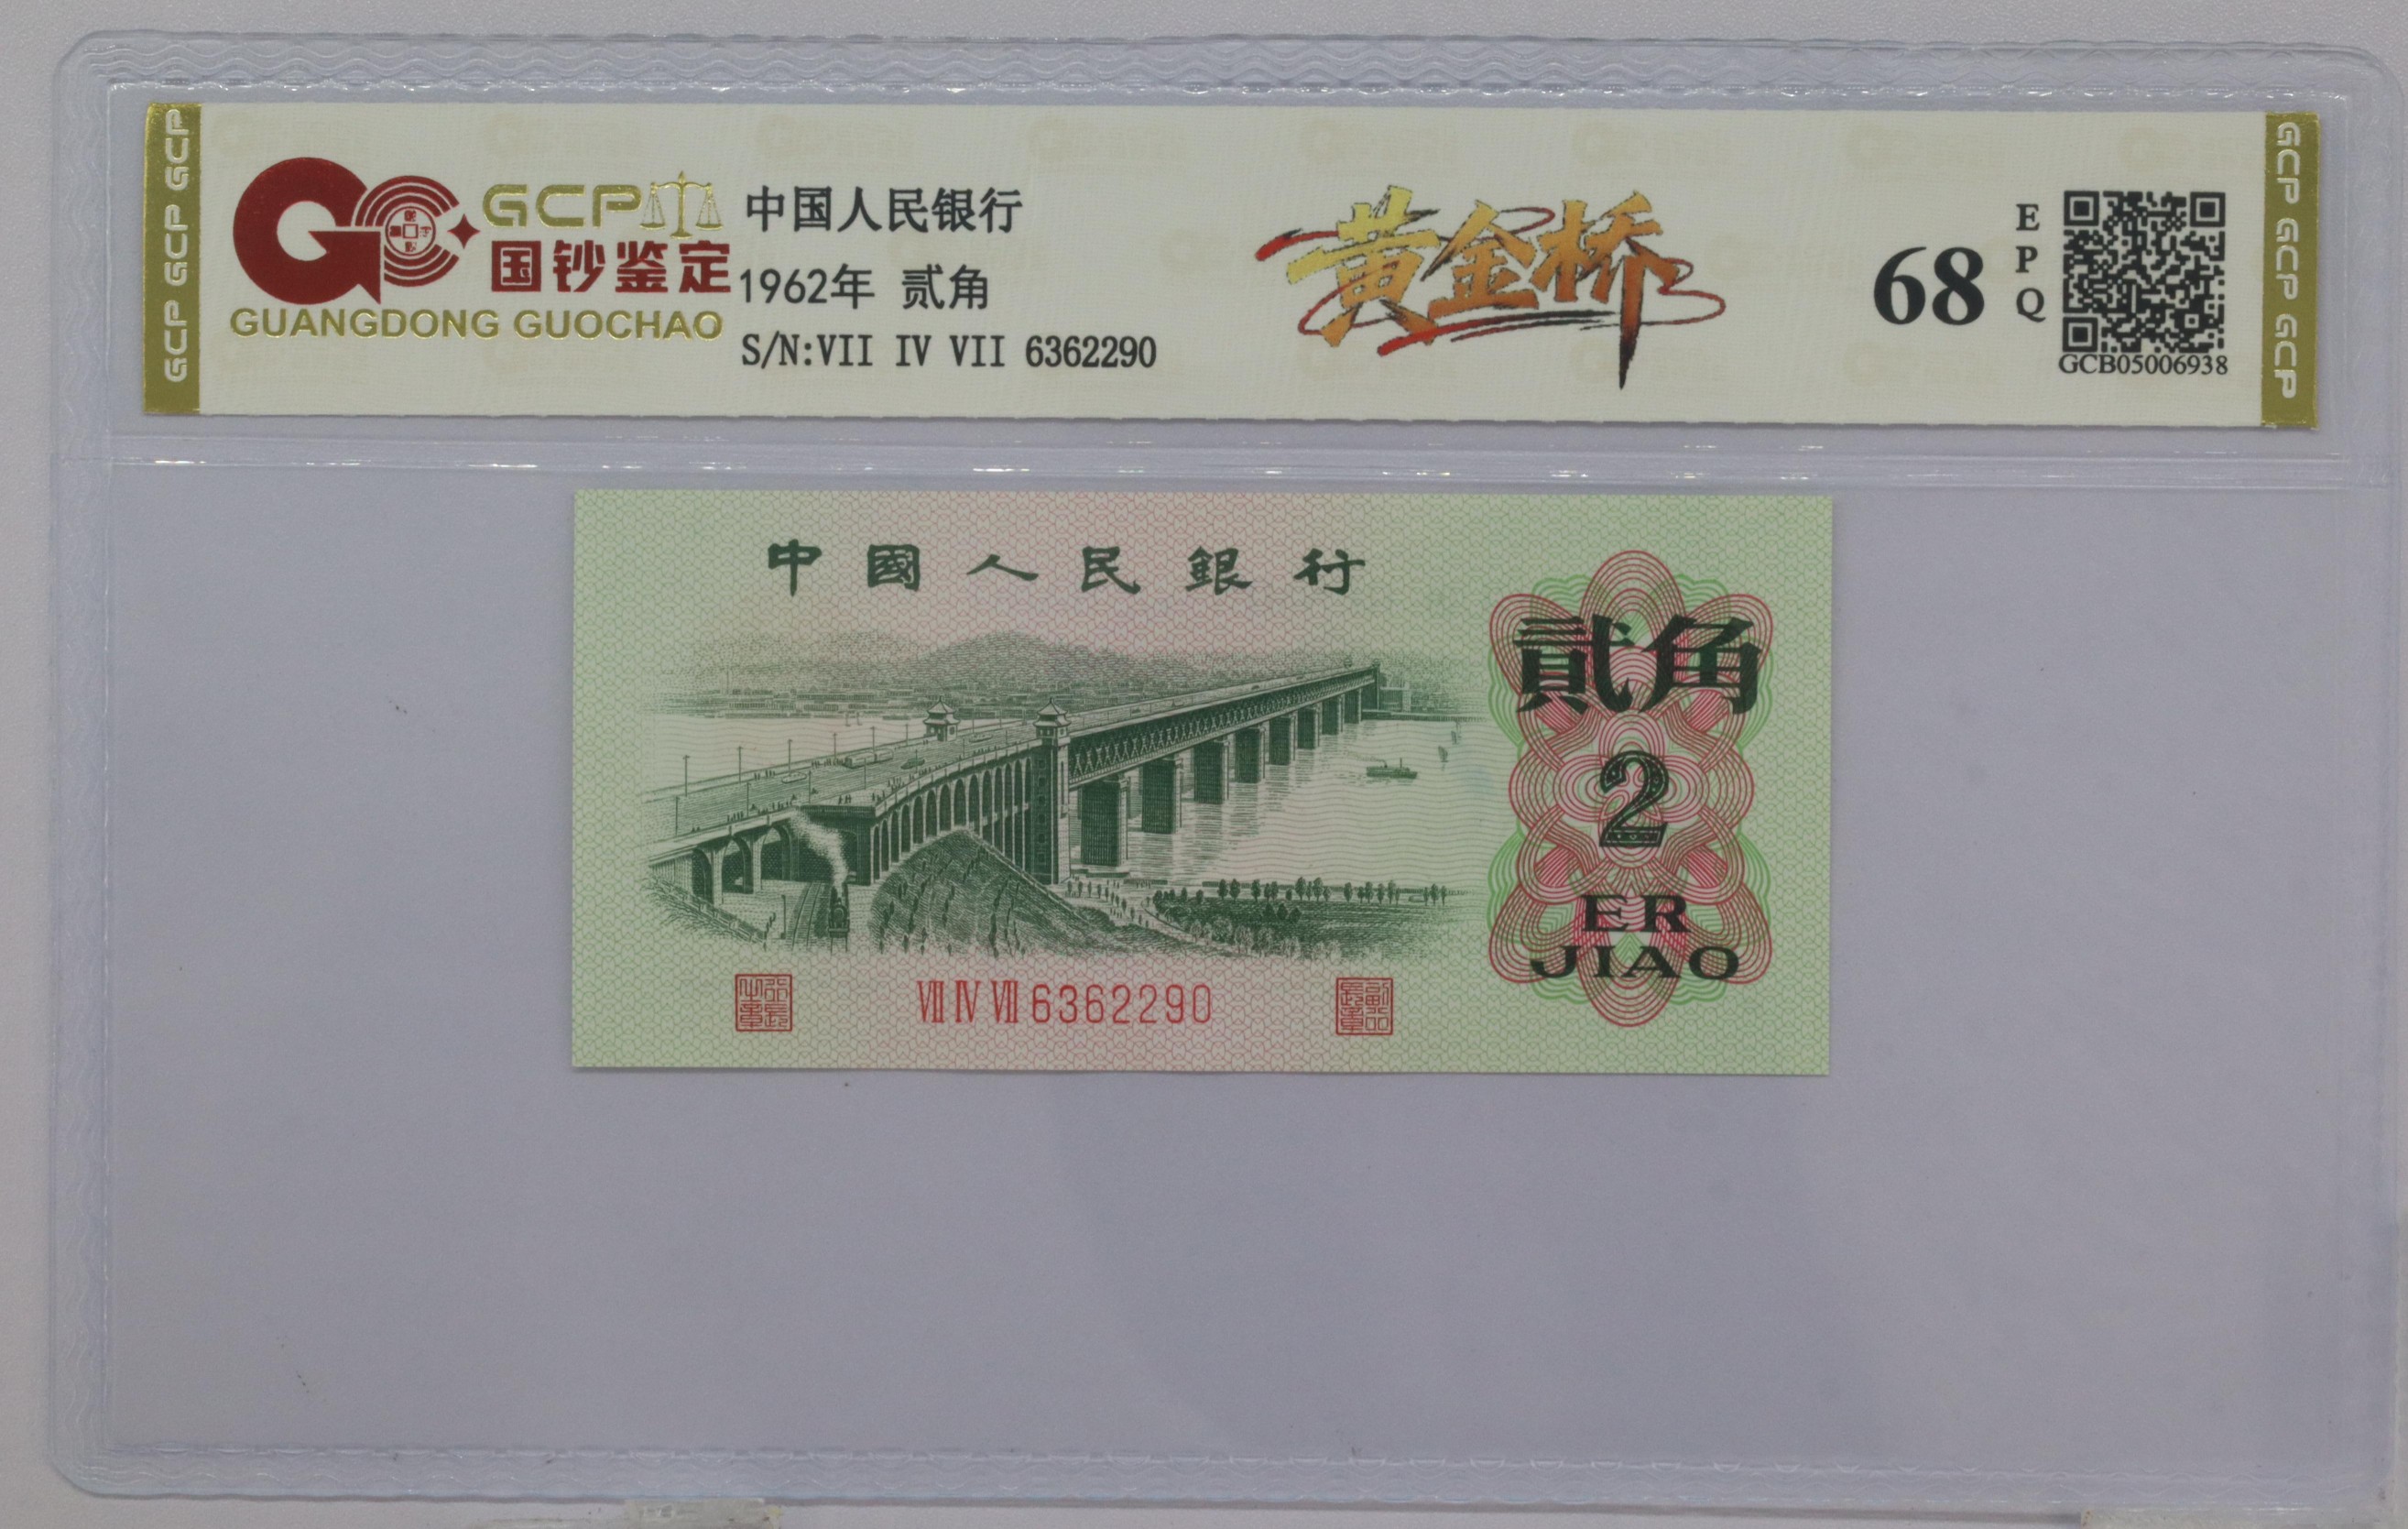 GCP GCP GCP
GCP
国钞鉴定
GUANGDONG GUOCHAO
中国人民银行
1962年 贰角
S/N:VII IV VII 6362290
黄金桥
68
EPQ
GCB05006938
GCP GCP GCP
中國人民銀行
貳角
2
ER
JIAO
VII IV VII 6362290